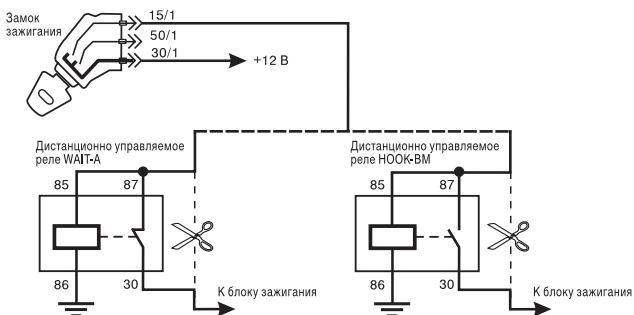 Замок
зажигания
15/1
50/1
30/1
+12 В
Дистанционно управляемое
реле WAIT-A
85
87
86
30
К блоку зажигания
Дистанционно управляемое
реле HOOK-BM
85
87
86
30
К блоку зажигания